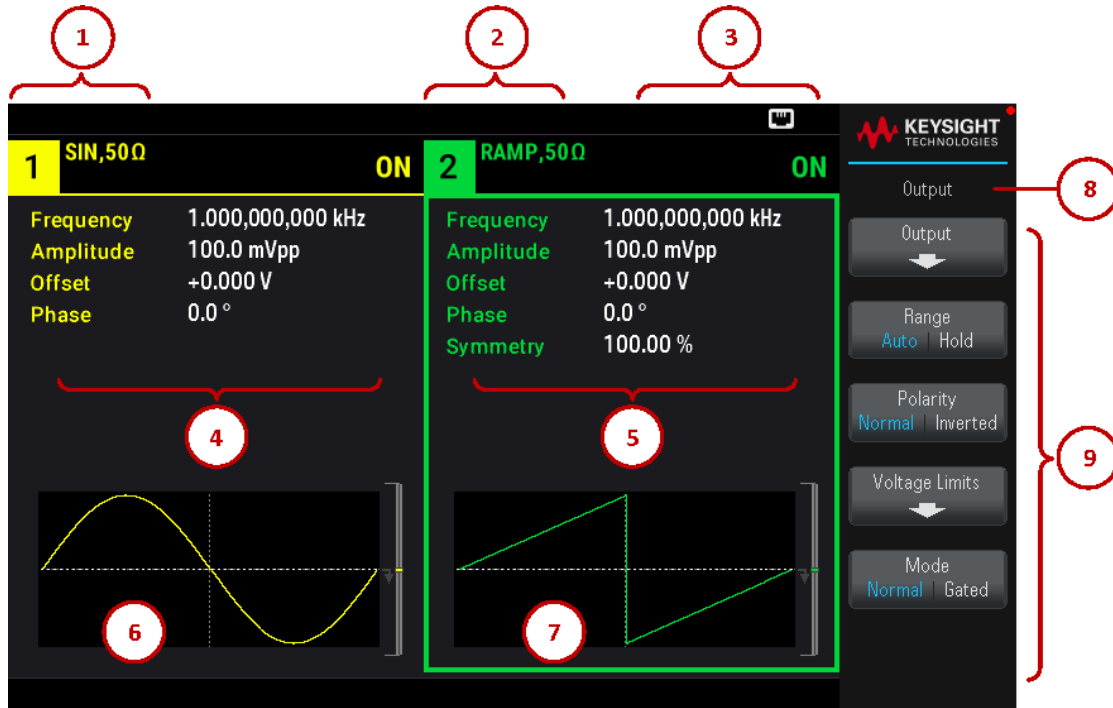 1
2
3
KEYSIGHT
TECHNOLOGIES
1 SIN,50Ω ON
2 RAMP,50Ω ON
Output
8
Frequency 1.000,000,000 kHz
Amplitude 100.0 mVpp
Offset +0.000 V
Phase 0.0 °
4
Frequency 1.000,000,000 kHz
Amplitude 100.0 mVpp
Offset +0.000 V
Phase 0.0 °
Symmetry 100.00 %
5
6
7
Output
Range
Auto | Hold
Polarity
Normal | Inverted
Voltage Limits
Mode
Normal | Gated
9